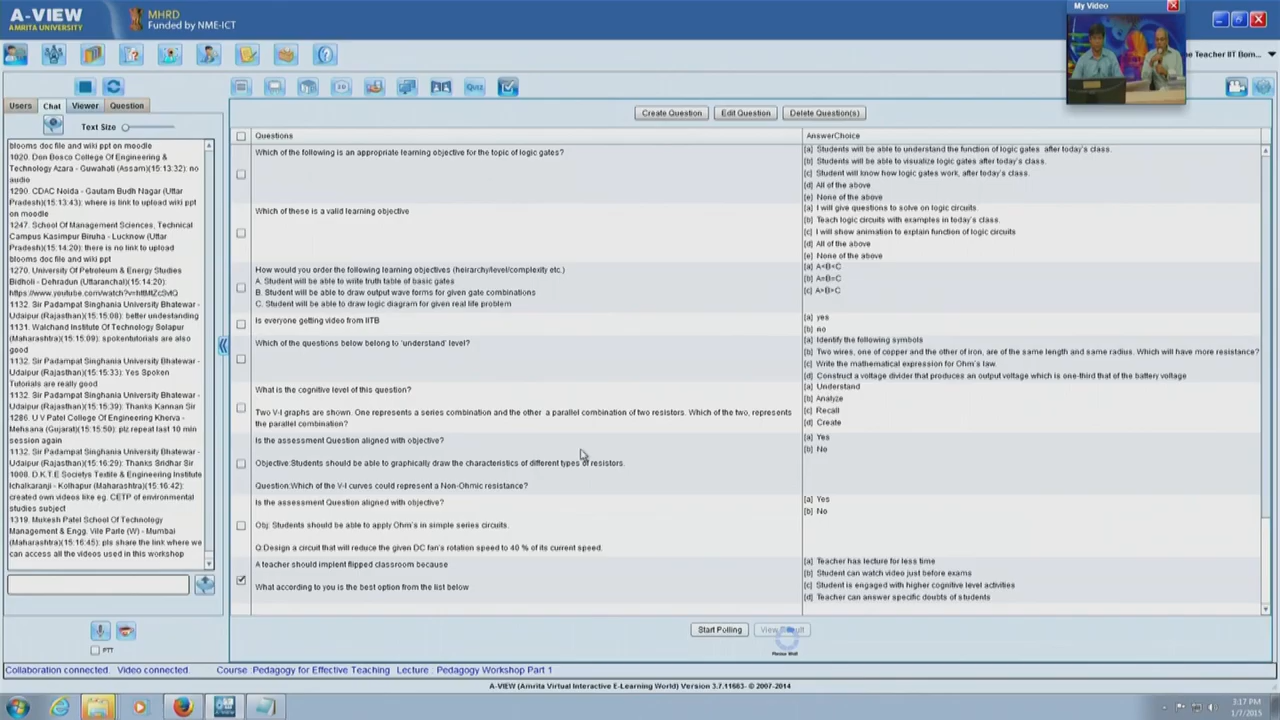 A-VIEW
AMRITA UNIVERSITY
MHRD
Funded by NME-ICT
My Video
e Teacher IIT Bom...
Quiz
Users
Chat
Viewer
Question
Text Size
blooms doc file and wiki ppt on moodle
1020. Don Bosco College Of Engineering &
Technology Azara - Guwahati (Assam)(15:13:32): no
audio
1290. CDAC Noida - Gautam Budh Nagar (Uttar
Pradesh)(15:13:43): where is link to upload wiki ppt
on moodle
1247. School Of Management Sciences, Technical
Campus Kasimpur Biruha - Lucknow (Uttar
Pradesh)(15:14:20): there is no link to upload
blooms doc file and wiki ppt
1270. University Of Petroleum & Energy Studies
Bidholi - Dehradun (Uttaranchal)(15:14:20):
1132. Sir Padampat Singhania University Bhatewar -
Udaipur (Rajasthan)(15:15:08): better undestanding
1131. Walchand Institute Of Technology Solapur
(Maharashtra)(15:15:09): spokentutorials are also
good
1132. Sir Padampat Singhania University Bhatewar -
Udaipur (Rajasthan)(15:15:33): Yes Spoken
Tutorials are really good
1132. Sir Padampat Singhania University Bhatewar -
Udaipur (Rajasthan)(15:15:39): Thanks Kannan Sir
1286. U V Patel College Of Engineering Kherva -
Mehsana (Gujarat)(15:15:50): plz repeat last 10 min
session again
1132. Sir Padampat Singhania University Bhatewar -
Udaipur (Rajasthan)(15:16:29): Thanks Sridhar Sir
1008. D.K.T.E Societys Textile & Engineering Institute
Ichalkaranji - Kolhapur (Maharashtra)(15:16:42):
created own videos like eg. CETP of environmental
studies subject
1319. Mukesh Patel School Of Technology
Management & Engg. Vile Parle (W) - Mumbai
(Maharashtra)(15:16:45): pls share the link where we
can access all the videos used in this workshop
PTT
Create Question
Edit Question
Delete Question(s)
Questions
AnswerChoice
Which of the following is an appropriate learning objective for the topic of logic gates?
[a] Students will be able to understand the function of logic gates after today's class.
[b] Students will be able to visualize logic gates after today's class.
[c] Student will know how logic gates work, after today's class.
[d] All of the above
[e] None of the above
Which of these is a valid learning objective
[a] I will give questions to solve on logic circuits.
[b] Teach logic circuits with examples in today's class.
[c] I will show animation to explain function of logic circuits
[d] All of the above
[e] None of the above
How would you order the following learning objectives (heirarchy/level/complexity etc.)
A. Student will be able to write truth table of basic gates
B. Student will be able to draw output wave forms for given gate combinations
C. Student will be able to draw logic diagram for given real life problem
[a] A<B<C
[b] A=B=C
[c] A>B>C
Is everyone getting video from IITB
[a] yes
[b] no
Which of the questions below belong to 'understand' level?
[a] Identify the following symbols
[b] Two wires, one of copper and the other of iron, are of the same length and same radius. Which will have more resistance?
[c] Write the mathematical expression for Ohm's law.
[d] Construct a voltage divider that produces an output voltage which is one-third that of the battery voltage
What is the cognitive level of this question?
Two V-I graphs are shown. One represents a series combination and the other a parallel combination of two resistors. Which of the two, represents
the parallel combination?
[a] Understand
[b] Analyze
[c] Recall
[d] Create
Is the assessment Question aligned with objective?
Objective:Students should be able to graphically draw the characteristics of different types of resistors.
Question:Which of the V-I curves could represent a Non-Ohmic resistance?
[a] Yes
[b] No
Is the assessment Question aligned with objective?
Obj: Students should be able to apply Ohm's in simple series circuits.
Q:Design a circuit that will reduce the given DC fan's rotation speed to 40 % of its current speed.
[a] Yes
[b] No
A teacher should implent flipped classroom because
What according to you is the best option from the list below
[a] Teacher has lecture for less time
[b] Student can watch video just before exams
[c] Student is engaged with higher cognitive level activities
[d] Teacher can answer specific doubts of students
Start Polling
View Result
Please Wait
Collaboration connected. Video connected. Course : Pedagogy for Effective Teaching Lecture : Pedagogy Workshop Part 1
A-VIEW (Amrita Virtual Interactive E-Learning World) Version 3.7.11663- © 2007-2014
3:17 PM
1/7/2015